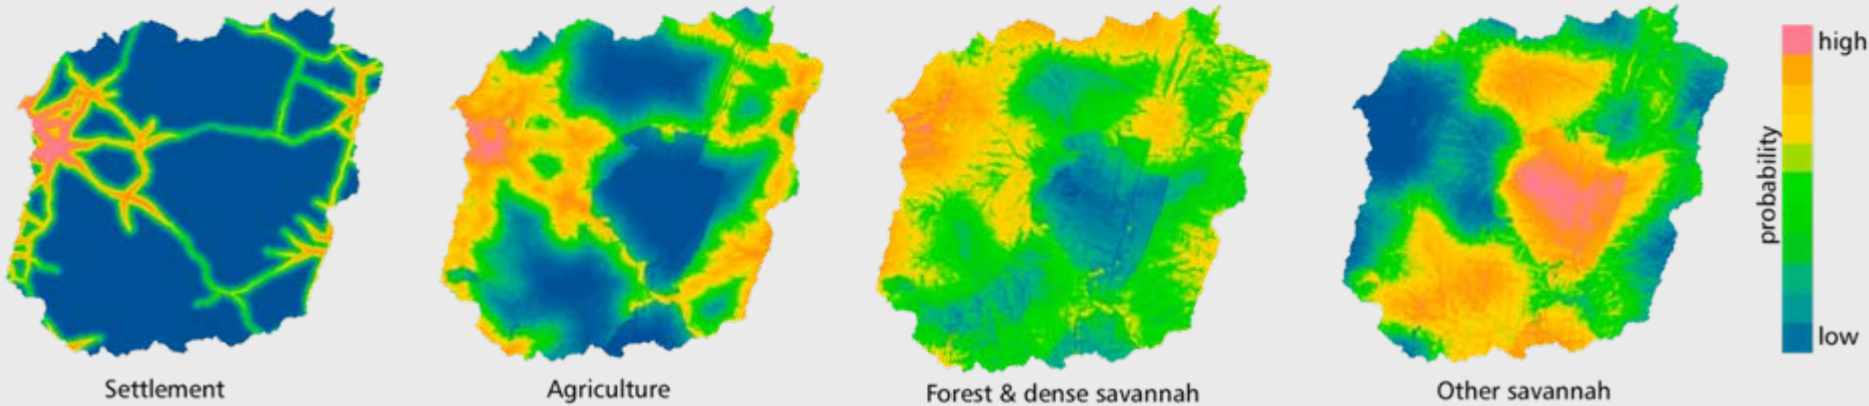 high
probability
low
Settlement
Agriculture
Forest & dense savannah
Other savannah